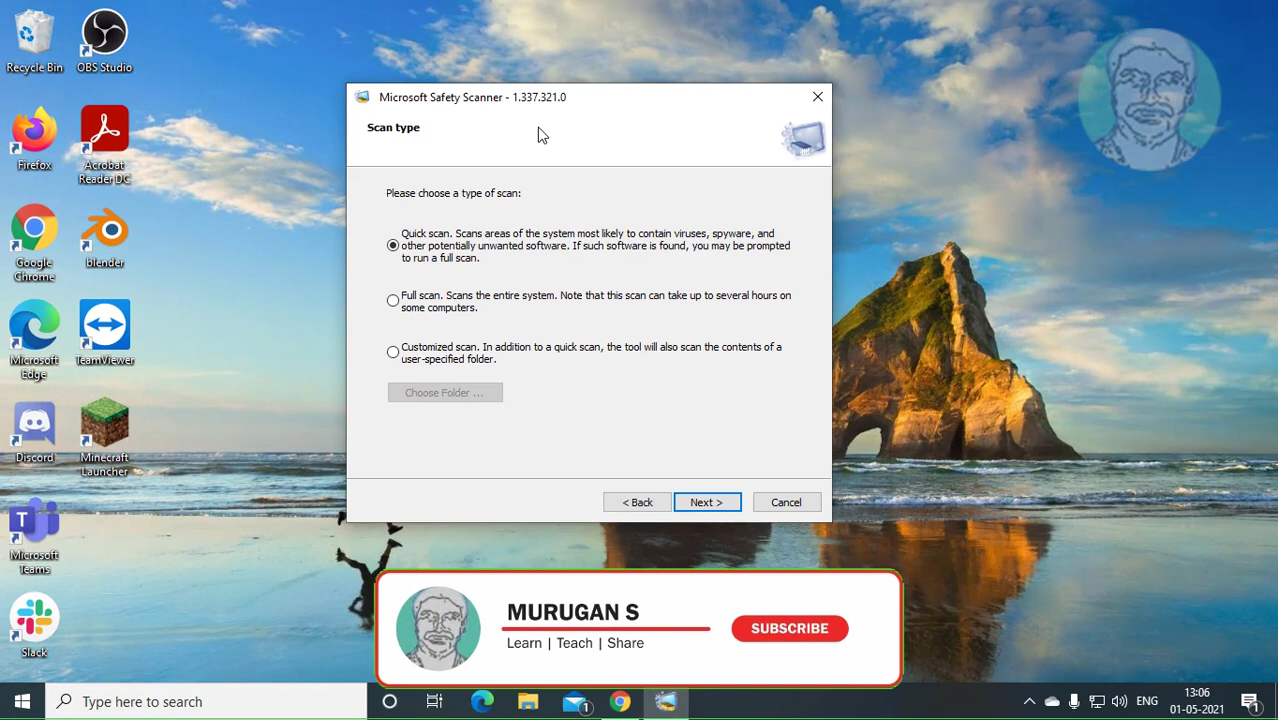 Recycle Bin
OBS Studio
Firefox
Acrobat
Reader DC
Google
Chrome
blender
Microsoft
Edge
TeamViewer
Discord
Minecraft
Launcher
Microsoft
Teams
Slack
Microsoft Safety Scanner - 1.337.321.0
Scan type
Please choose a type of scan:
Quick scan. Scans areas of the system most likely to contain viruses, spyware, and
other potentially unwanted software. If such software is found, you may be prompted
to run a full scan.
Full scan. Scans the entire system. Note that this scan can take up to several hours on
some computers.
Customized scan. In addition to a quick scan, the tool will also scan the contents of a
user-specified folder.
Choose Folder ...
< Back
Next >
Cancel
MURUGAN S
Learn | Teach | Share
SUBSCRIBE
Type here to search
1
ENG
13:06
01-05-2021
1